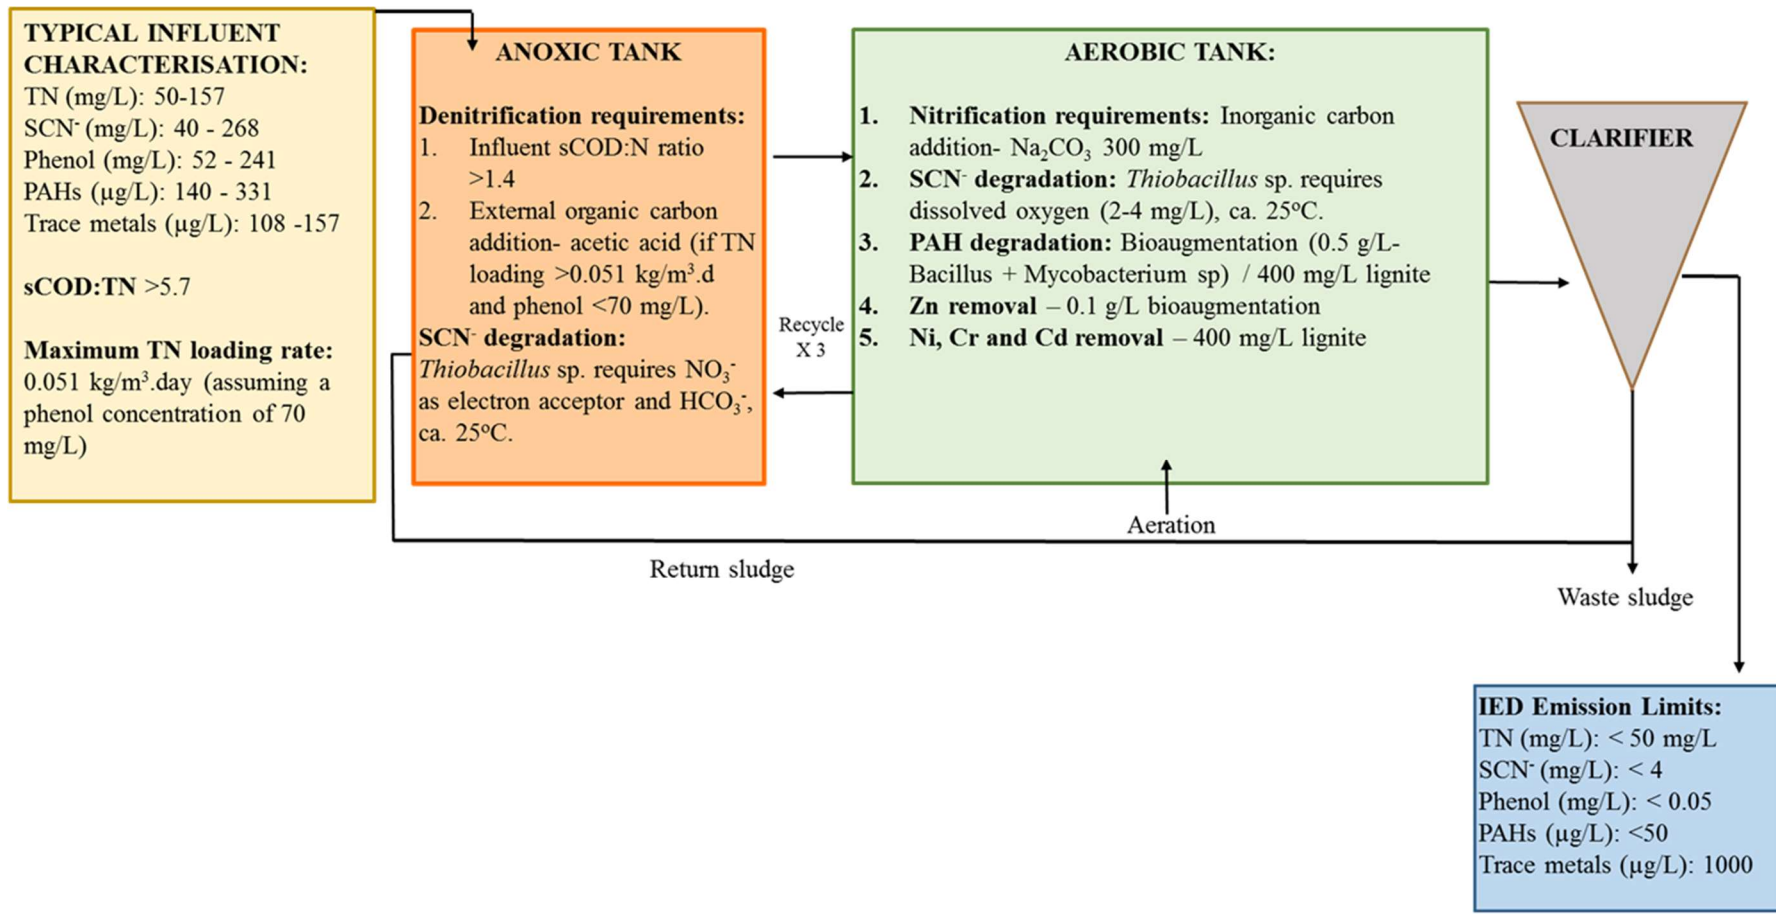 TYPICAL INFLUENT
CHARACTERISATION:
TN (mg/L): 50-157
SCN⁻ (mg/L): 40 - 268
Phenol (mg/L): 52 - 241
PAHs (µg/L): 140 - 331
Trace metals (µg/L): 108 -157
sCOD:TN >5.7
Maximum TN loading rate:
0.051 kg/m³.day (assuming a
phenol concentration of 70
mg/L)
ANOXIC TANK
Denitrification requirements:
1. Influent sCOD:N ratio
>1.4
2. External organic carbon
addition- acetic acid (if TN
loading >0.051 kg/m³.d
and phenol <70 mg/L).
SCN⁻ degradation:
Thiobacillus sp. requires NO₃⁻
as electron acceptor and HCO₃⁻,
ca. 25ºC.
Recycle
X 3
AEROBIC TANK:
1. Nitrification requirements: Inorganic carbon
addition- Na₂CO₃ 300 mg/L
2. SCN⁻ degradation: Thiobacillus sp. requires
dissolved oxygen (2-4 mg/L), ca. 25ºC.
3. PAH degradation: Bioaugmentation (0.5 g/L-
Bacillus + Mycobacterium sp) / 400 mg/L lignite
4. Zn removal – 0.1 g/L bioaugmentation
5. Ni, Cr and Cd removal – 400 mg/L lignite
Aeration
CLARIFIER
Return sludge
Waste sludge
IED Emission Limits:
TN (mg/L): < 50 mg/L
SCN⁻ (mg/L): < 4
Phenol (mg/L): < 0.05
PAHs (µg/L): <50
Trace metals (µg/L): 1000